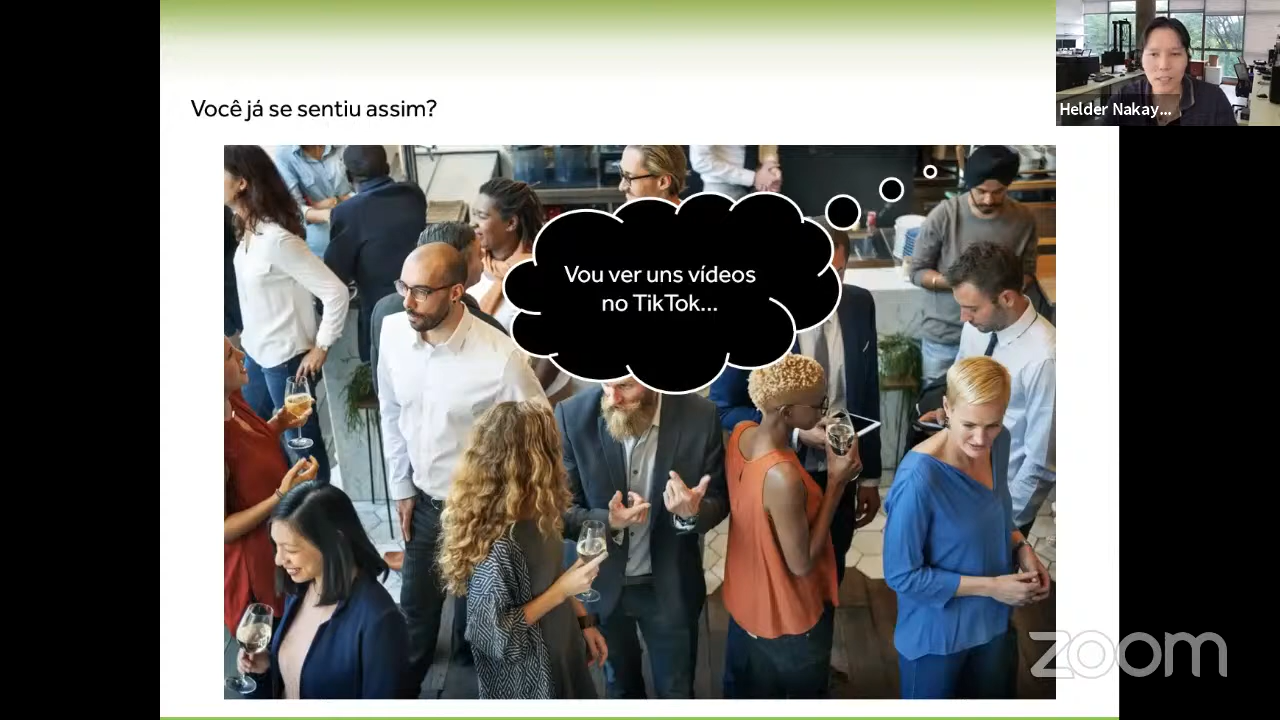 Você já se sentiu assim?
Helder Nakay...
Vou ver uns vídeos
no TikTok...
zoom